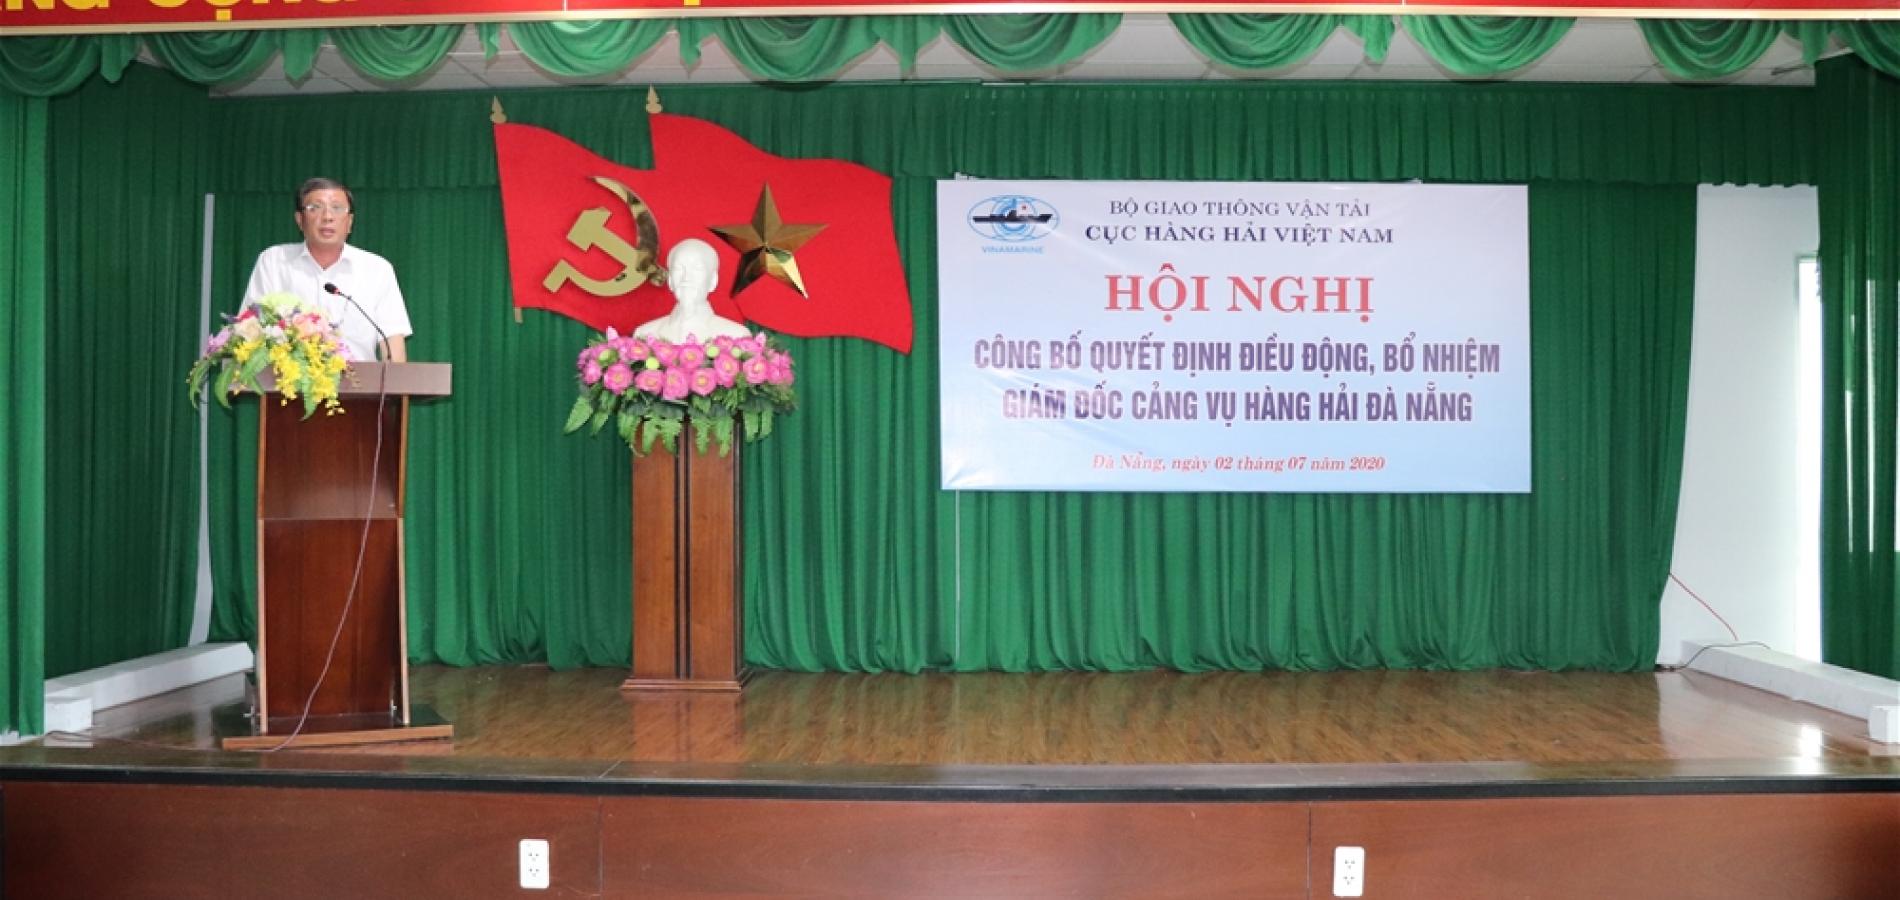 CỘNG
VINAMARINE
BỘ GIAO THÔNG VẬN TẢI
CỤC HÀNG HẢI VIỆT NAM
HỘI NGHỊ
CÔNG BỐ QUYẾT ĐỊNH ĐIỀU ĐỘNG, BỔ NHIỆM
GIÁM ĐỐC CẢNG VỤ HÀNG HẢI ĐÀ NẴNG
Đà Nẵng, ngày 02 tháng 07 năm 2020